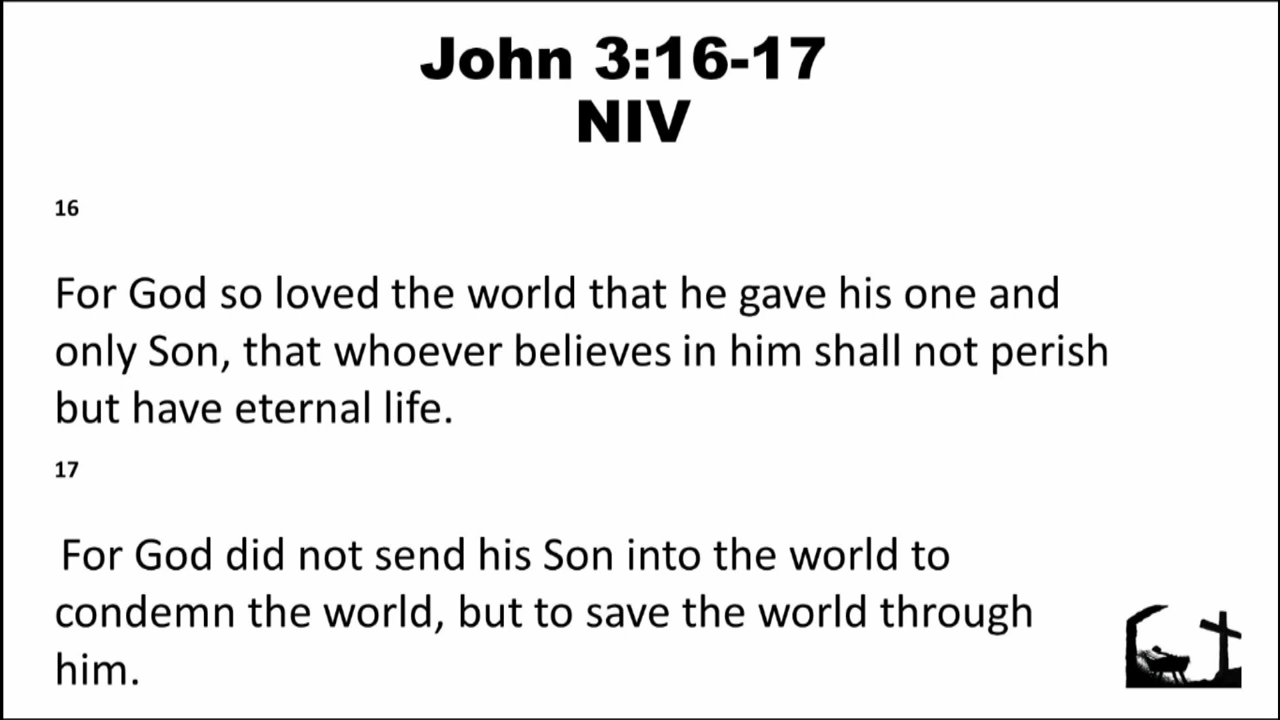 John 3:16-17
NIV
16
For God so loved the world that he gave his one and
only Son, that whoever believes in him shall not perish
but have eternal life.
17
For God did not send his Son into the world to
condemn the world, but to save the world through
him.